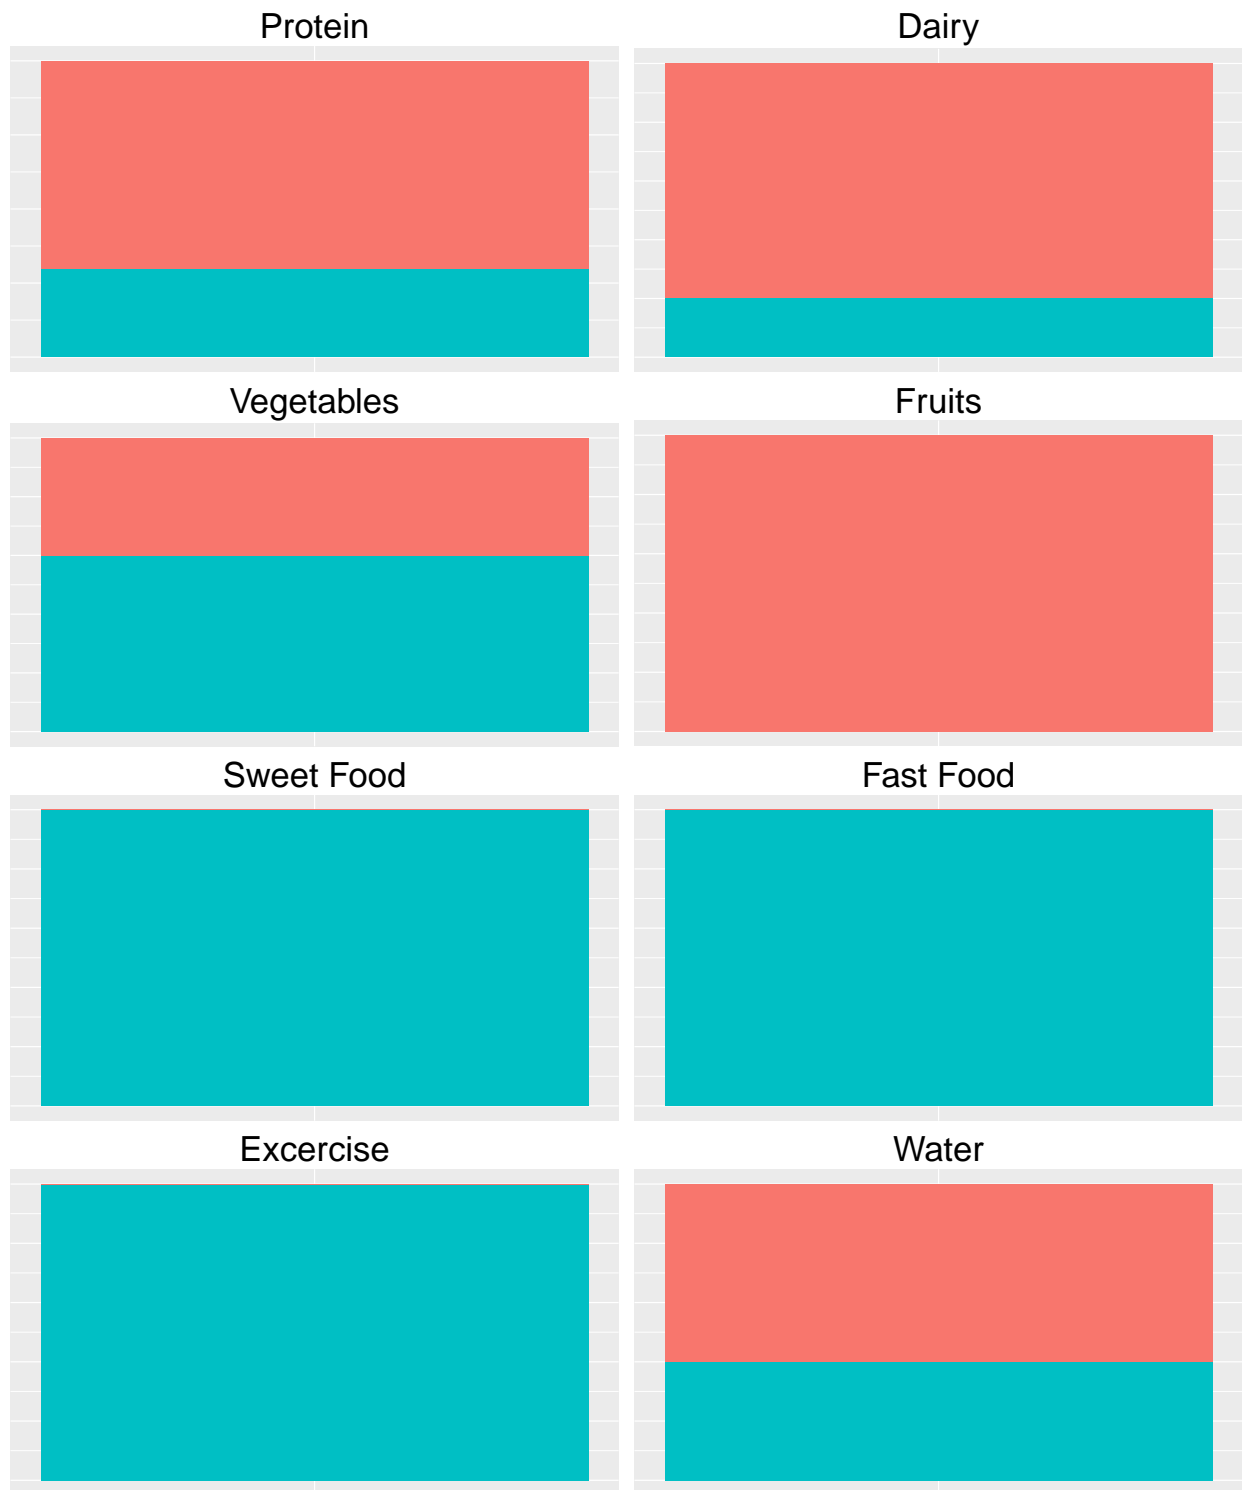 Protein
Dairy
Vegetables
Fruits
Sweet Food
Fast Food
Excercise
Water